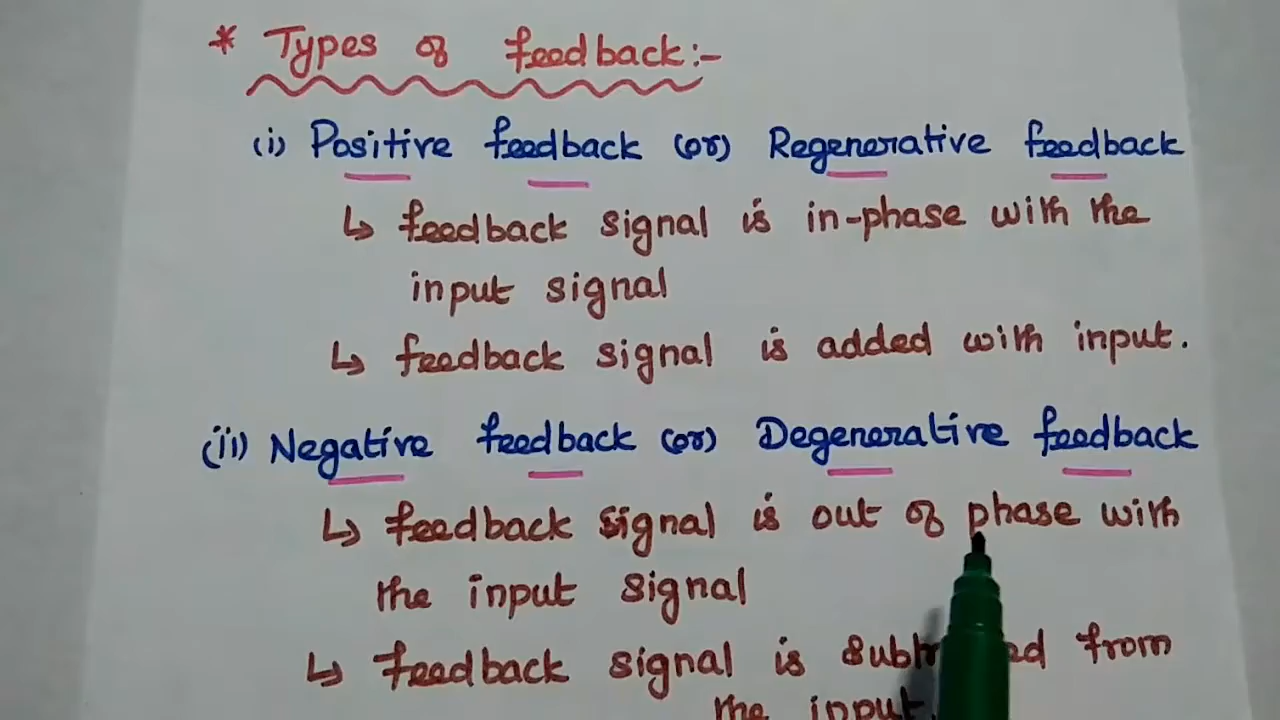 * Types of feedback:-
(i) Positive feedback (or) Regenerative feedback
↳ feedback signal is in-phase with the
input signal
↳ feedback signal is added with input.
(ii) Negative feedback (or) Degenerative feedback
↳ feedback signal is out of phase with
the input signal
↳ feedback signal is from
the input.